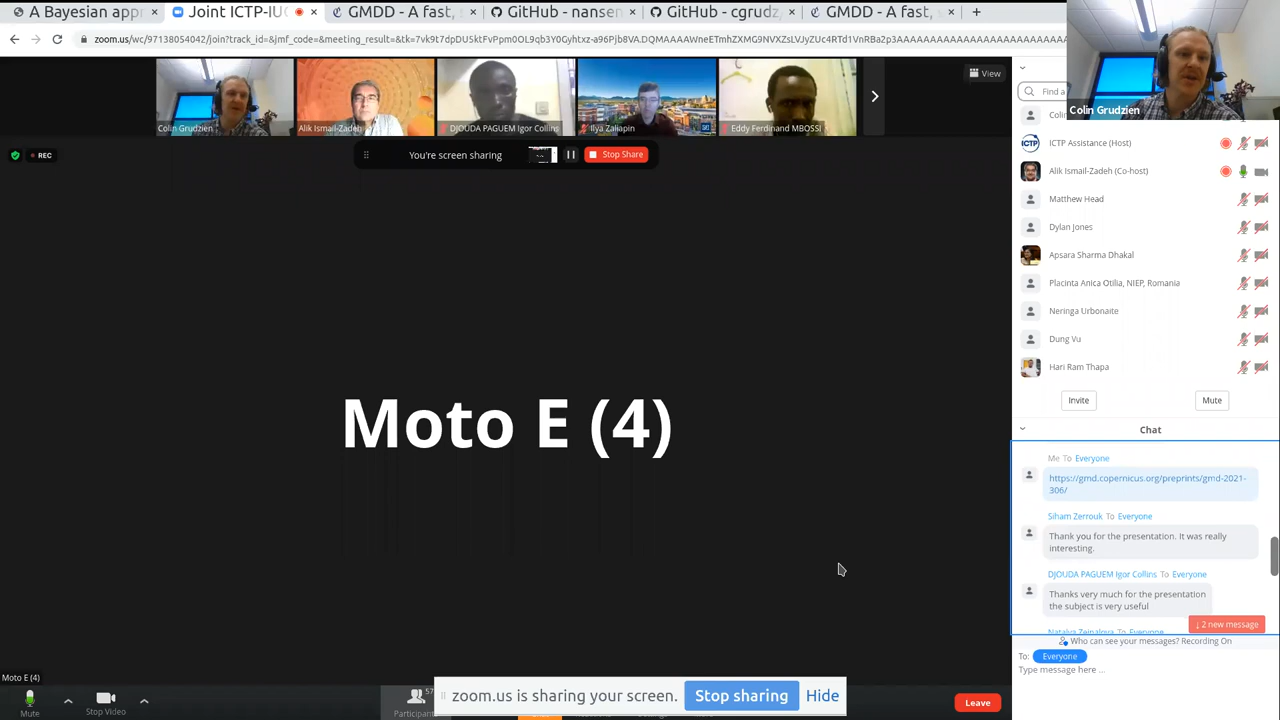 A Bayesian app
Joint ICTP-IUG
GMDD - A fast,
GitHub - nansen
GitHub - cgrudz
GMDD - A fast,
Find a
Colin Grudzien
View
Colin Grudzien
Alik Ismail-Zadeh
DJOUDA PAGUEM Igor Collins
Ilya Zaliapin
Eddy Ferdinand MBOSSI
REC
You're screen sharing
Stop Share
ICTP Assistance (Host)
Alik Ismail-Zadeh (Co-host)
Matthew Head
Dylan Jones
Apsara Sharma Dhakal
Placinta Anica Otilia, NIEP, Romania
Neringa Urbonaite
Dung Vu
Hari Ram Thapa
Invite
Mute
Moto E (4)
Chat
Me To Everyone
https://gmd.copernicus.org/preprints/gmd-2021-
306/
Siham Zerrouk To Everyone
Thank you for the presentation. It was really
interesting.
DJOUDA PAGUEM Igor Collins To Everyone
Thanks very much for the presentation
the subject is very useful
↓ 2 new message
Who can see your messages? Recording On
To: Everyone
Type message here ...
Moto E (4)
Mute
Stop Video
57
zoom.us is sharing your screen.
Stop sharing
Hide
Leave